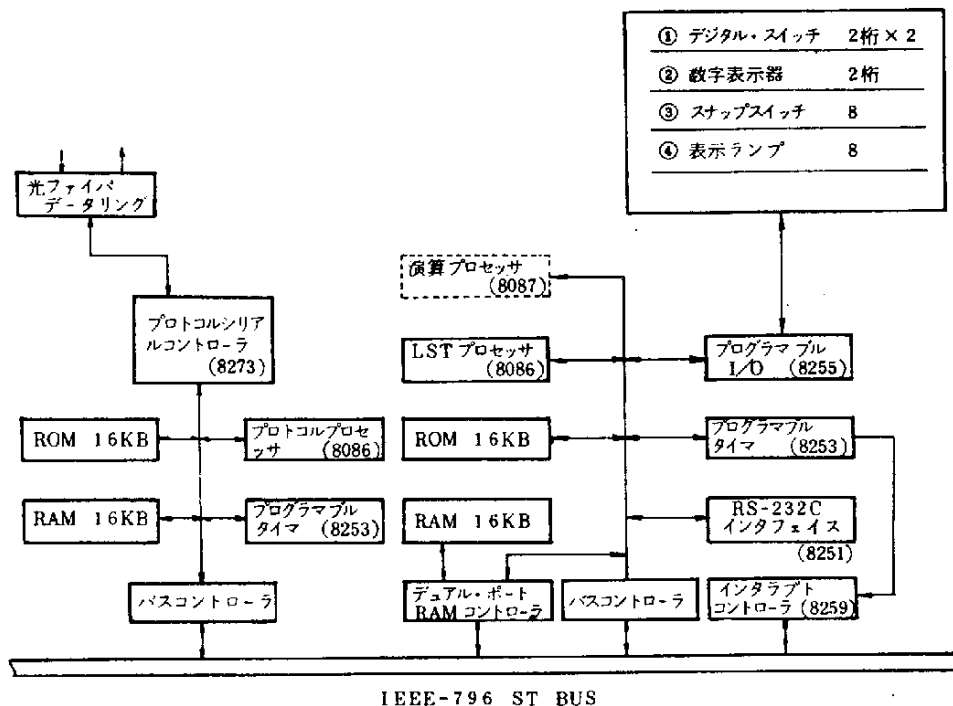 ① デジタル・スイッチ 2桁×2
② 数字表示器 2桁
③ スナップスイッチ 8
④ 表示ランプ 8
光ファイバ
データリング
演算プロセッサ
(8087)
プロトコルシリア
ルコントローラ
(8273)
LSTプロセッサ
(8086)
プログラマブル
I/O (8255)
ROM 16KB
プロトコルプロセ
ッサ (8086)
ROM 16KB
プログラマブル
タイマ (8253)
RAM 16KB
プログラマブル
タイマ (8253)
RAM 16KB
RS-232C
インタフェイス
(8251)
バスコントローラ
デュアル・ポート
RAMコントローラ
バスコントローラ
インタラプト
コントローラ (8259)
IEEE-796 ST BUS